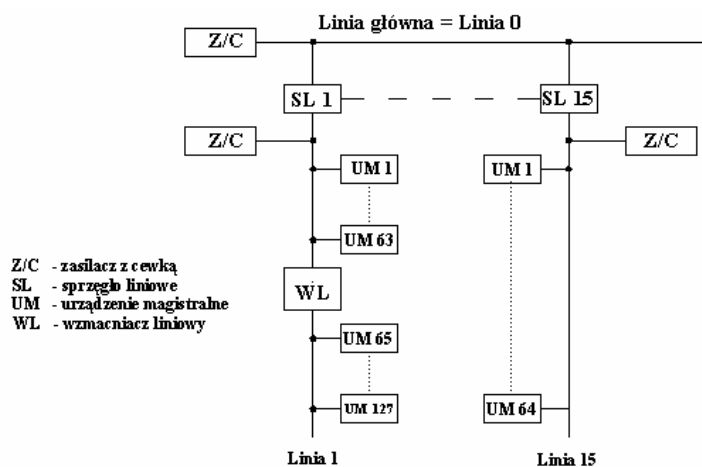 Linia główna = Linia 0
Z/C
SL 1
SL 15
Z/C
Z/C
UM 1
UM 1
UM 63
Z/C - zasilacz z cewką
SL - sprzęgło liniowe
UM - urządzenie magistralne
WL - wzmacniacz liniowy
WL
UM 65
UM 127
UM 64
Linia 1
Linia 15